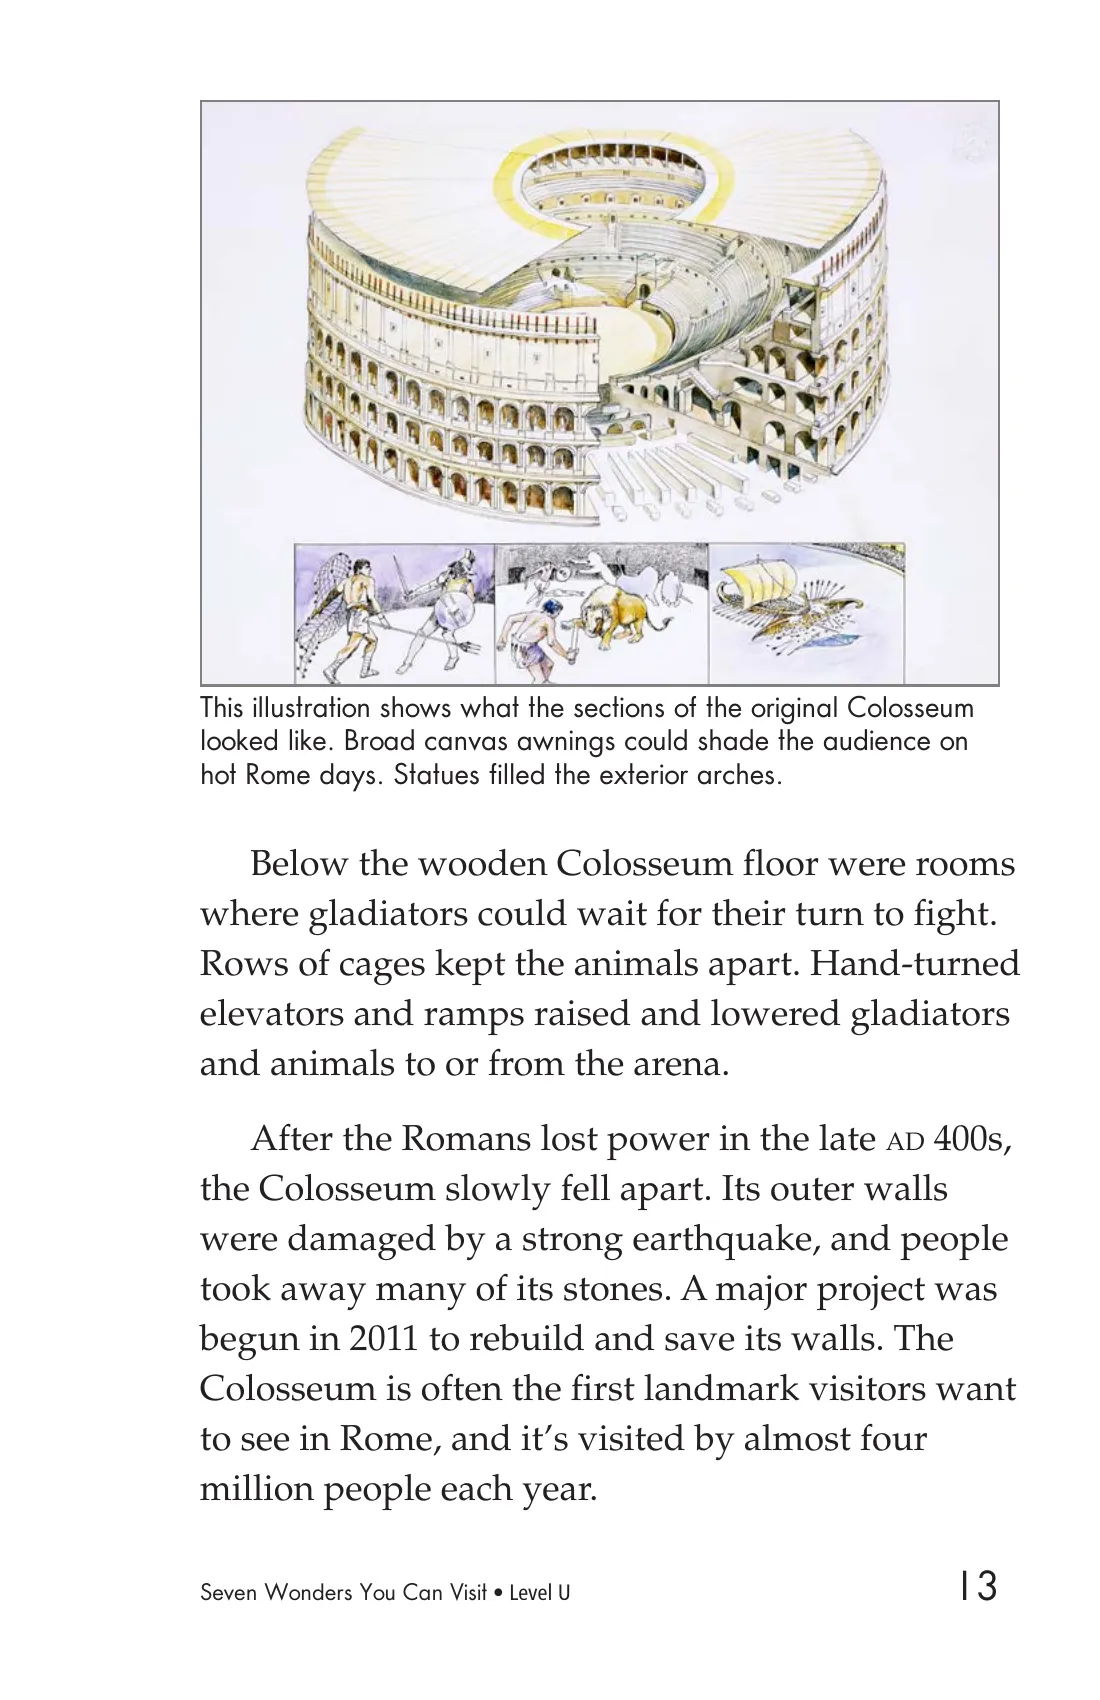 This illustration shows what the sections of the original Colosseum
looked like. Broad canvas awnings could shade the audience on
hot Rome days. Statues filled the exterior arches.
Below the wooden Colosseum floor were rooms
where gladiators could wait for their turn to fight.
Rows of cages kept the animals apart. Hand-turned
elevators and ramps raised and lowered gladiators
and animals to or from the arena.
After the Romans lost power in the late AD 400s,
the Colosseum slowly fell apart. Its outer walls
were damaged by a strong earthquake, and people
took away many of its stones. A major project was
begun in 2011 to rebuild and save its walls. The
Colosseum is often the first landmark visitors want
to see in Rome, and it’s visited by almost four
million people each year.
Seven Wonders You Can Visit • Level U
13